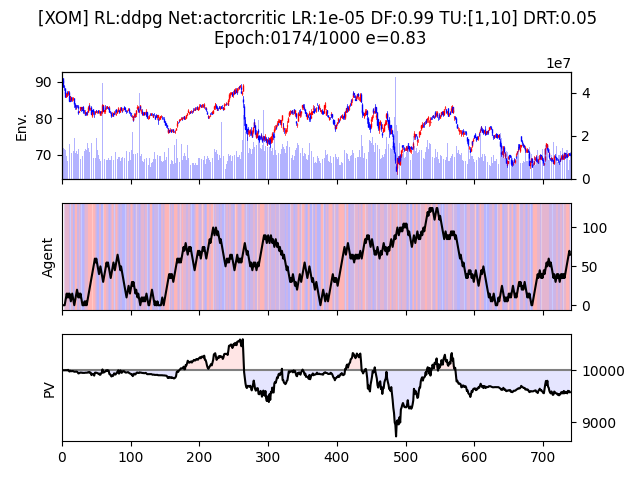 [XOM] RL:ddpg Net:actorcritic LR:1e-05 DF:0.99 TU:[1,10] DRT:0.05
Epoch:0174/1000 e=0.83
1e7
90
80
70
Env.
4
2
0
Agent
100
50
0
PV
10000
9000
0 100 200 300 400 500 600 700